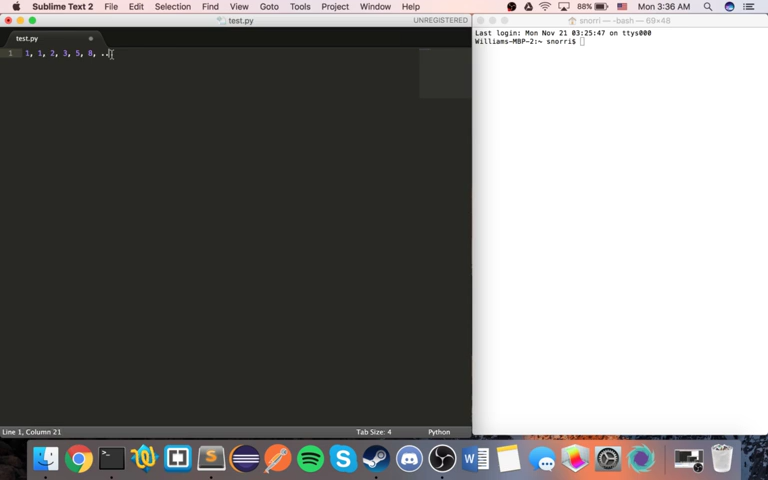 Sublime Text 2 File Edit Selection Find View Goto Tools Project Window Help 88% Mon 3:36 AM
test.py UNREGISTERED
snorri — -bash — 69×48
test.py
Last login: Mon Nov 21 03:25:47 on ttys000
Williams-MBP-2:~ snorri$
1 1, 1, 2, 3, 5, 8, ...
Line 1, Column 21 Tab Size: 4 Python